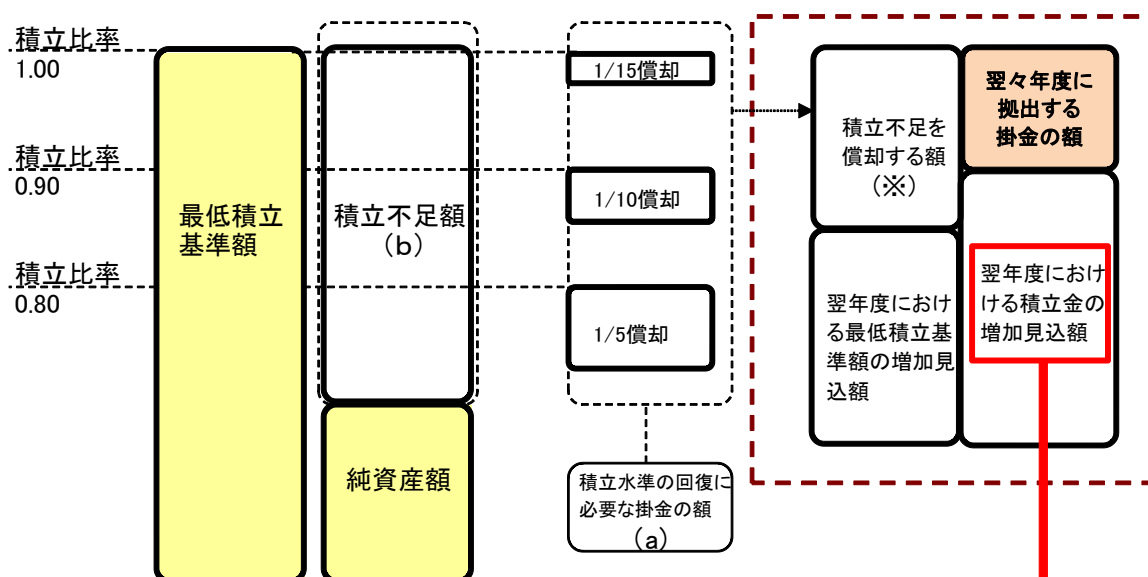 積立比率
1.00
積立比率
0.90
積立比率
0.80
最低積立
基準額
積立不足額
（b）
純資産額
1/15償却
1/10償却
1/5償却
積立水準の回復に
必要な掛金の額
（a）
積立不足を
償却する額
（※）
翌年度におけ
る最低積立基
準額の増加見
込額
翌々年度に
拠出する
掛金の額
翌年度におけ
ける積立金の
増加見込額